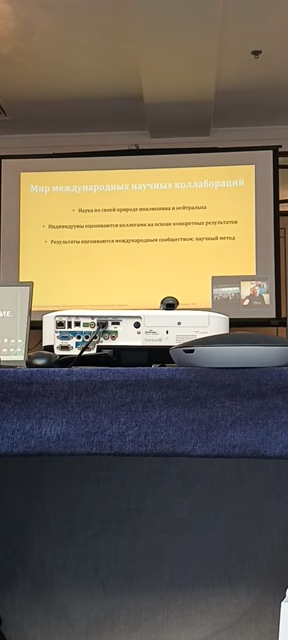 Мир международных научных коллабораций
• Наука по своей природе инклюзивна и нейтральна
• Индивидуумы оцениваются коллегами на основе конкретных результатов
• Результаты оцениваются международным сообществом: научный метод
НИЕ.